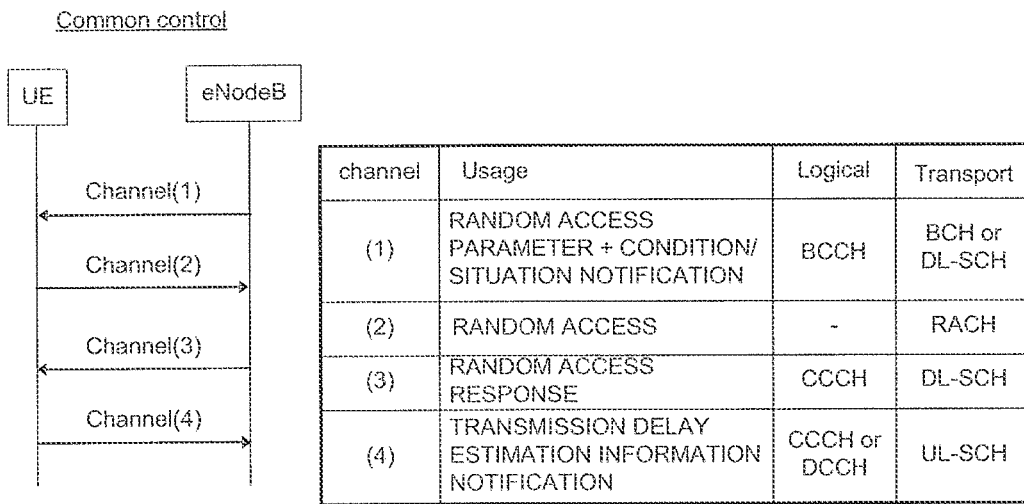 Common control
UE
eNodeB
Channel(1)
Channel(2)
Channel(3)
Channel(4)
channel Usage Logical Transport
(1) RANDOM ACCESS PARAMETER + CONDITION/ SITUATION NOTIFICATION BCCH BCH or DL-SCH
(2) RANDOM ACCESS - RACH
(3) RANDOM ACCESS RESPONSE CCCH DL-SCH
(4) TRANSMISSION DELAY ESTIMATION INFORMATION NOTIFICATION CCCH or DCCH UL-SCH